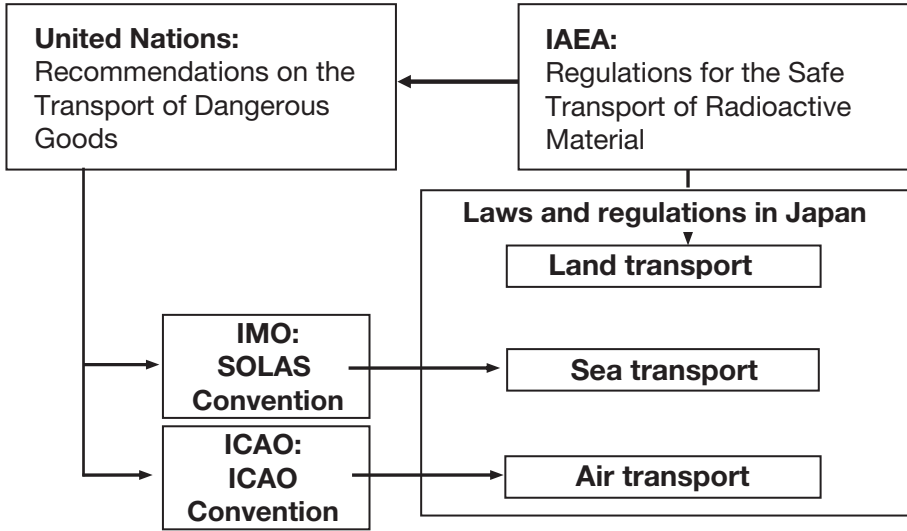 United Nations:
Recommendations on the
Transport of Dangerous
Goods
IAEA:
Regulations for the Safe
Transport of Radioactive
Material
Laws and regulations in Japan
Land transport
IMO:
SOLAS
Convention
Sea transport
ICAO:
ICAO
Convention
Air transport